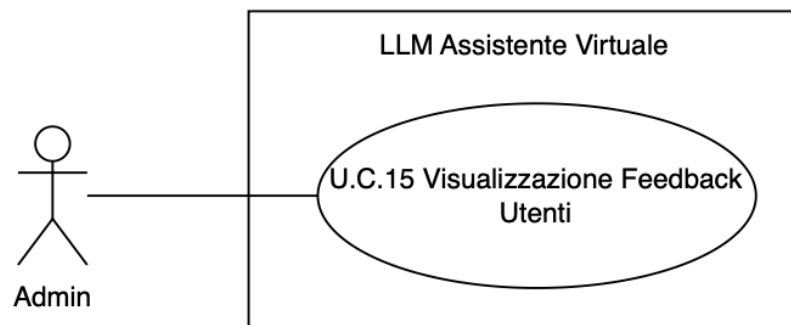 LLM Assistente Virtuale
U.C.15 Visualizzazione Feedback
Utenti
Admin